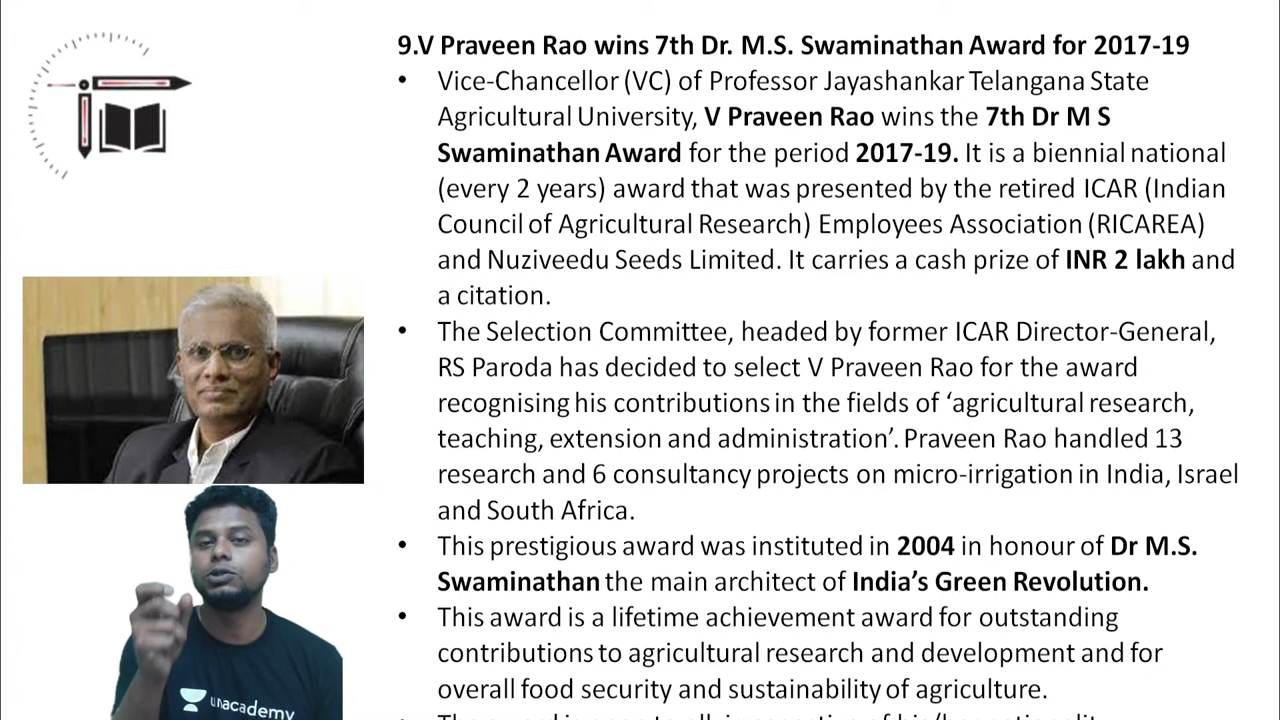 9.V Praveen Rao wins 7th Dr. M.S. Swaminathan Award for 2017-19
• Vice-Chancellor (VC) of Professor Jayashankar Telangana State
Agricultural University, V Praveen Rao wins the 7th Dr M S
Swaminathan Award for the period 2017-19. It is a biennial national
(every 2 years) award that was presented by the retired ICAR (Indian
Council of Agricultural Research) Employees Association (RICAREA)
and Nuziveedu Seeds Limited. It carries a cash prize of INR 2 lakh and
a citation.
• The Selection Committee, headed by former ICAR Director-General,
RS Paroda has decided to select V Praveen Rao for the award
recognising his contributions in the fields of ‘agricultural research,
teaching, extension and administration’. Praveen Rao handled 13
research and 6 consultancy projects on micro-irrigation in India, Israel
and South Africa.
• This prestigious award was instituted in 2004 in honour of Dr M.S.
Swaminathan the main architect of India’s Green Revolution.
• This award is a lifetime achievement award for outstanding
contributions to agricultural research and development and for
overall food security and sustainability of agriculture.
unacademy